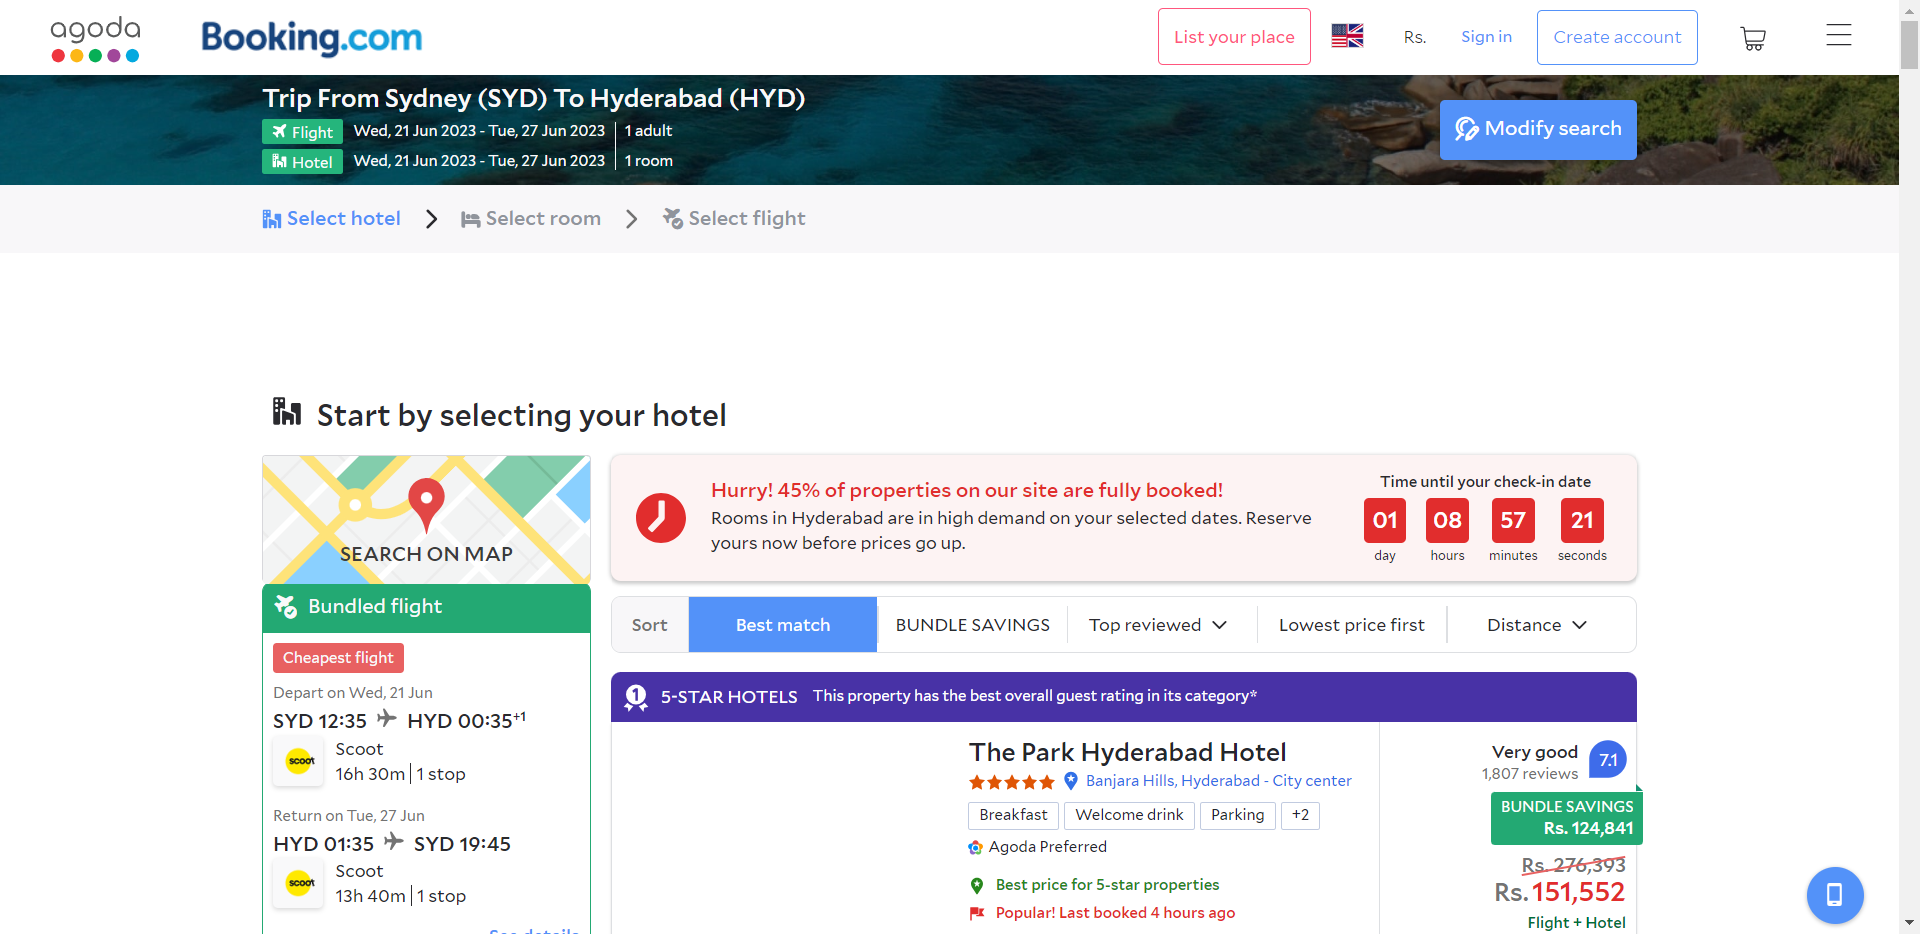 agoda
Booking.com
List your place
Rs.
Sign in
Create account
Trip From Sydney (SYD) To Hyderabad (HYD)
Flight
Wed, 21 Jun 2023 - Tue, 27 Jun 2023
1 adult
Hotel
Wed, 21 Jun 2023 - Tue, 27 Jun 2023
1 room
Modify search
Select hotel
Select room
Select flight
Start by selecting your hotel
SEARCH ON MAP
Bundled flight
Cheapest flight
Depart on Wed, 21 Jun
SYD 12:35 HYD 00:35+1
scoot
Scoot
16h 30m 1 stop
Return on Tue, 27 Jun
HYD 01:35 SYD 19:45
scoot
Scoot
13h 40m 1 stop
See details
Hurry! 45% of properties on our site are fully booked!
Rooms in Hyderabad are in high demand on your selected dates. Reserve
yours now before prices go up.
Time until your check-in date
01 08 57 21
day hours minutes seconds
Sort
Best match
BUNDLE SAVINGS
Top reviewed
Lowest price first
Distance
1
5-STAR HOTELS This property has the best overall guest rating in its category*
The Park Hyderabad Hotel
Banjara Hills, Hyderabad - City center
Breakfast
Welcome drink
Parking
+2
Agoda Preferred
Best price for 5-star properties
Popular! Last booked 4 hours ago
Very good
1,807 reviews
7.1
BUNDLE SAVINGS
Rs. 124,841
Rs. 276,393
Rs. 151,552
Flight + Hotel